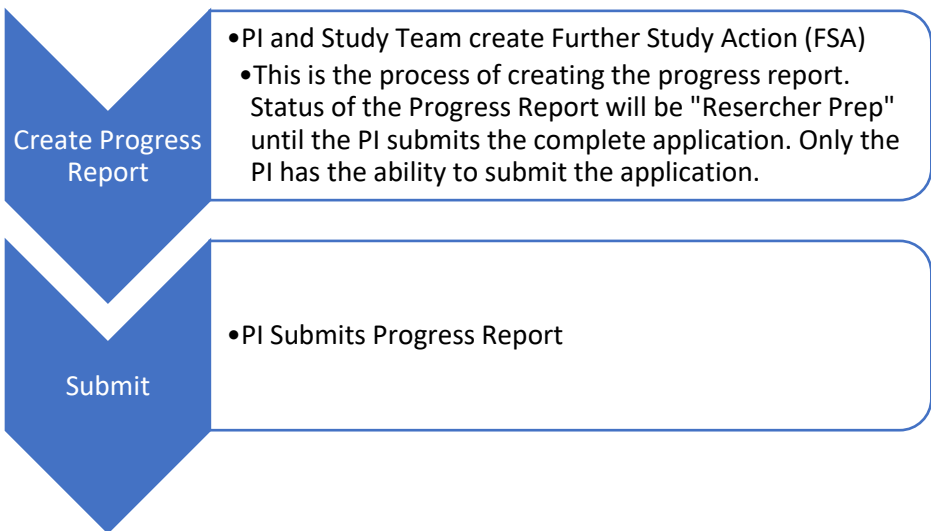 Create Progress
Report
•PI and Study Team create Further Study Action (FSA)
•This is the process of creating the progress report.
Status of the Progress Report will be "Resercher Prep"
until the PI submits the complete application. Only the
PI has the ability to submit the application.
Submit
•PI Submits Progress Report